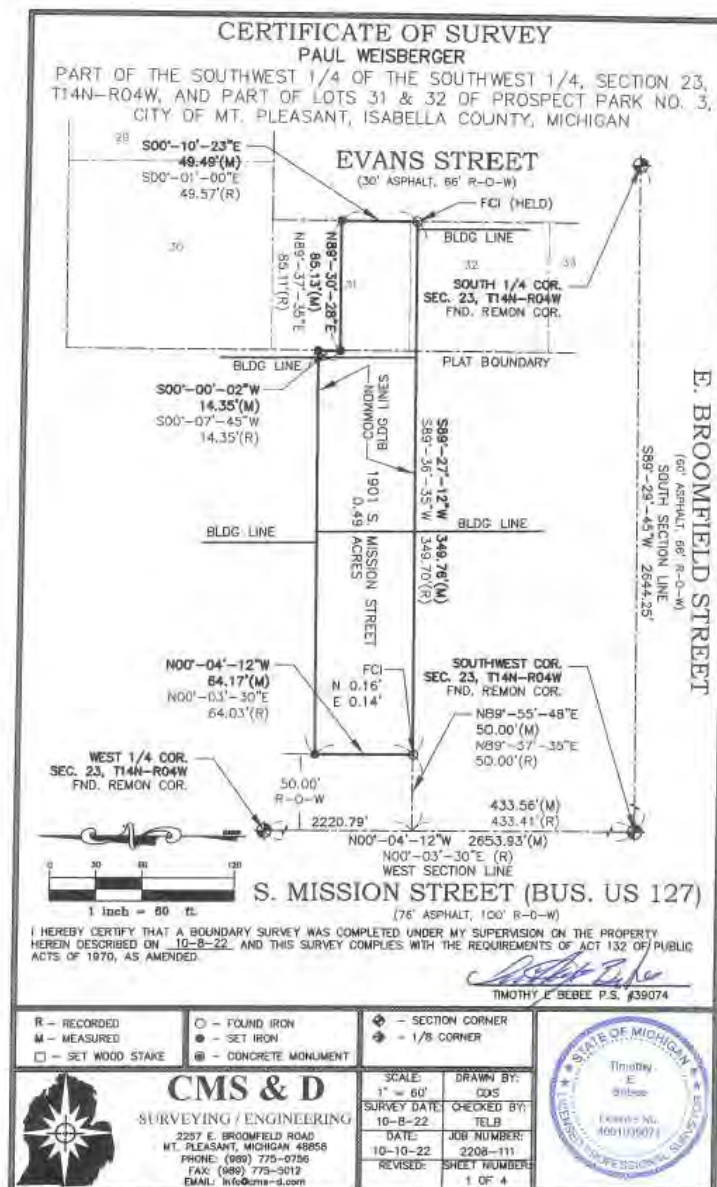 CERTIFICATE OF SURVEY
PAUL WEISBERGER
PART OF THE SOUTHWEST 1/4 OF THE SOUTHWEST 1/4, SECTION 23,
T14N-R04W, AND PART OF LOTS 31 & 32 OF PROSPECT PARK NO. 3,
CITY OF MT. PLEASANT, ISABELLA COUNTY, MICHIGAN
29
S00°-10'-23"E
49.49'(M)
S00°-01'-00"E
49.57'(R)
EVANS STREET
(30' ASPHALT, 66' R-O-W)
FCI (HELD)
BLDG LINE
30
31
32
33
N89°-30'-28"E
85.13'(M)
N89°-37'-35"E
85.11'(R)
SOUTH 1/4 COR.
SEC. 23, T14N-R04W
FND. REMON COR.
BLDG LINE
PLAT BOUNDARY
S00°-00'-02"W
14.35'(M)
S00°-07'-45"W
14.35'(R)
COMMON
BLDG LINES
S89°-27'-12"W 349.76'(M)
S89°-36'-35"W 349.70'(R)
E. BROOMFIELD STREET
(60' ASPHALT, 66' R-O-W)
SOUTH SECTION LINE
S89°-29'-45"W 2644.25'
1901 S. MISSION STREET
0.49 ACRES
BLDG LINE
BLDG LINE
N00°-04'-12"W
64.17'(M)
N00°-03'-30"E
64.03'(R)
FCI
N 0.16'
E 0.14'
SOUTHWEST COR.
SEC. 23, T14N-R04W
FND. REMON COR.
N89°-55'-48"E
50.00'(M)
N89°-37'-35"E
50.00'(R)
WEST 1/4 COR.
SEC. 23, T14N-R04W
FND. REMON COR.
50.00'
R-O-W
2220.79'
433.56'(M)
433.41'(R)
N00°-04'-12"W 2653.93'(M)
N00°-03'-30"E (R)
WEST SECTION LINE
0 30 60 120
1 inch = 60 ft.
S. MISSION STREET (BUS. US 127)
(76' ASPHALT, 100' R-O-W)
I HEREBY CERTIFY THAT A BOUNDARY SURVEY WAS COMPLETED UNDER MY SUPERVISION ON THE PROPERTY
HEREIN DESCRIBED ON 10-8-22 AND THIS SURVEY COMPLIES WITH THE REQUIREMENTS OF ACT 132 OF PUBLIC
ACTS OF 1970, AS AMENDED.
TIMOTHY E BEBEE P.S. #39074
R - RECORDED
M - MEASURED
□ - SET WOOD STAKE
○ - FOUND IRON
● - SET IRON
- CONCRETE MONUMENT
- SECTION CORNER
- 1/8 CORNER
CMS & D
SURVEYING / ENGINEERING
2257 E. BROOMFIELD ROAD
MT. PLEASANT, MICHIGAN 48858
PHONE: (989) 775-0756
FAX: (989) 775-5012
EMAIL: info@cms-d.com
SCALE:
1" = 60'
DRAWN BY:
SURVEY DATE:
10-8-22
CHECKED BY:
TELB
DATE:
10-10-22
JOB NUMBER:
2208-111
REVISED:
SHEET NUMBER:
1 OF 4
STATE OF MICHIGAN
Timothy
E
Bebee
LICENSED PROFESSIONAL SURVEYOR